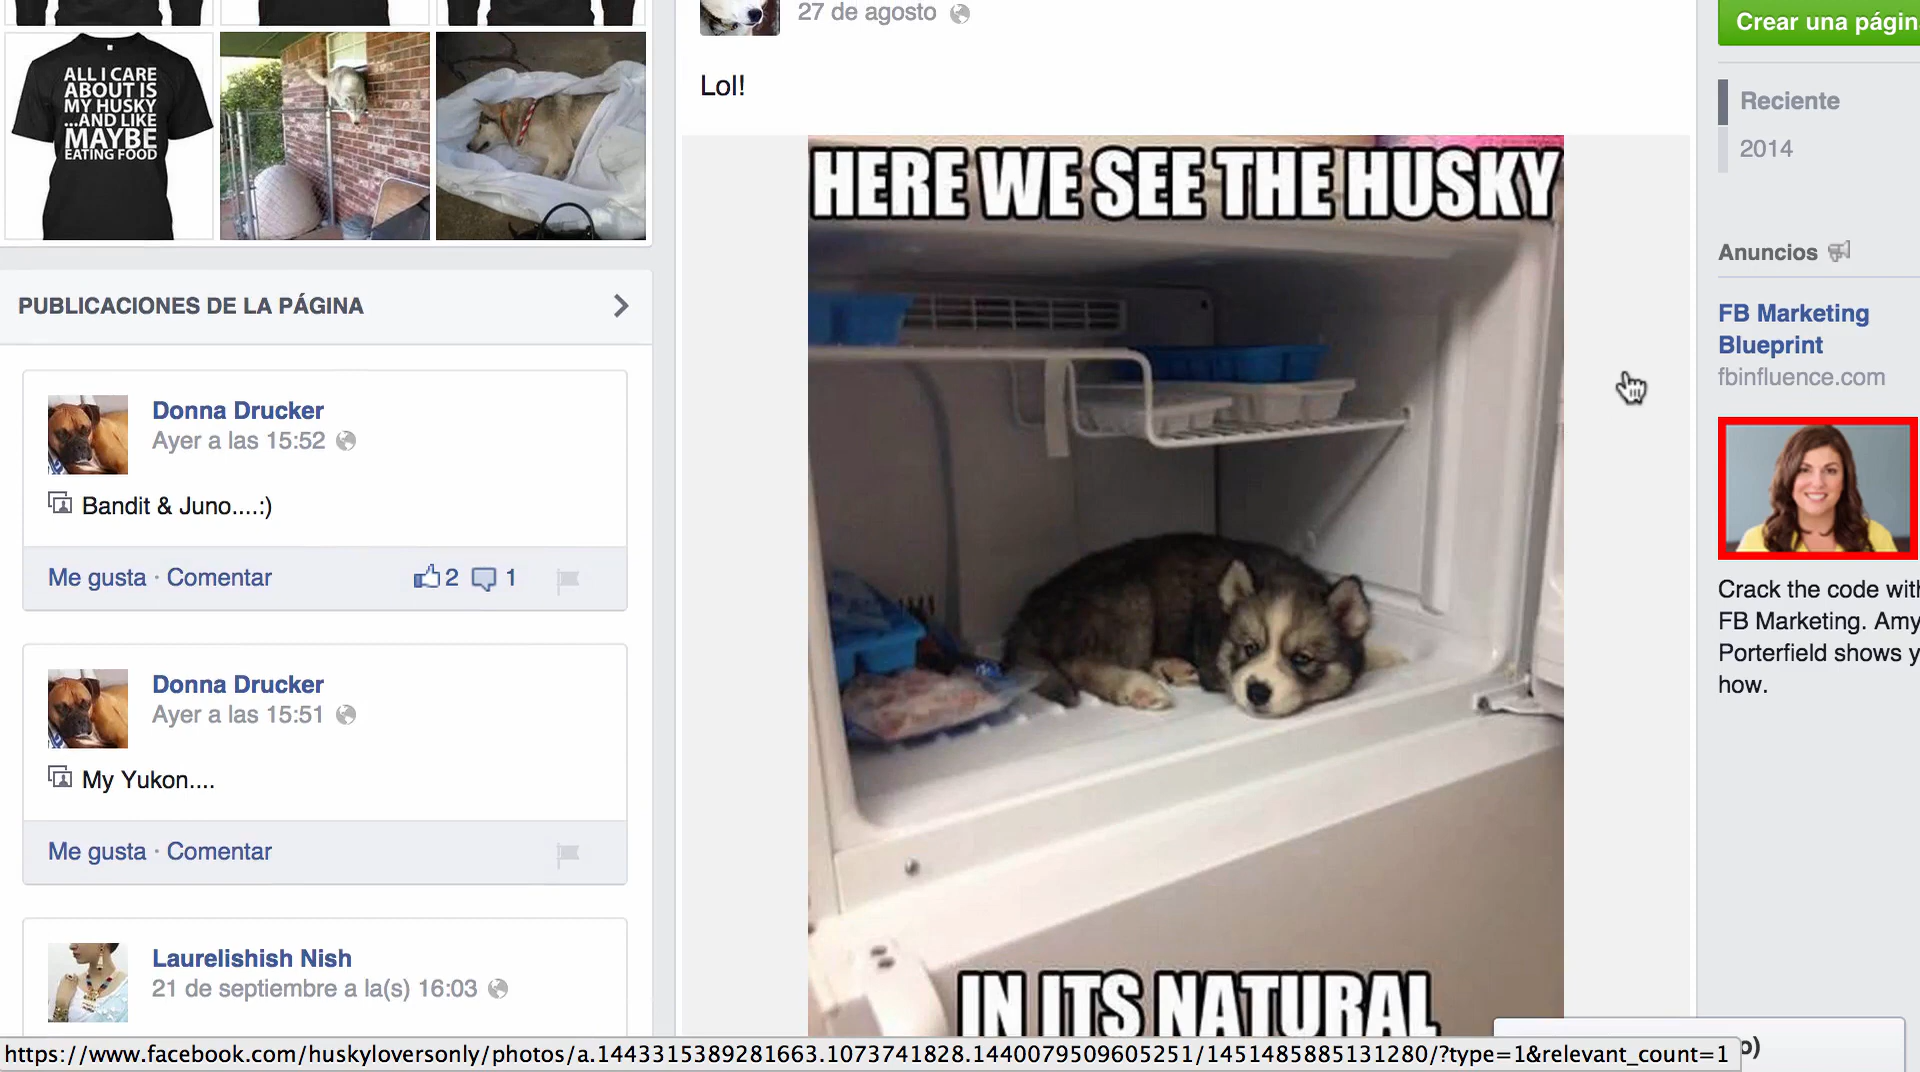 ALL I CARE
ABOUT IS
MY HUSKY
...AND LIKE
MAYBE
EATING FOOD
PUBLICACIONES DE LA PÁGINA
Donna Drucker
Ayer a las 15:52
Bandit & Juno....:)
Me gusta · Comentar
2 1
Donna Drucker
Ayer a las 15:51
My Yukon....
Me gusta · Comentar
Laurelishish Nish
21 de septiembre a la(s) 16:03
27 de agosto
Lol!
HERE WE SEE THE HUSKY
IN ITS NATURAL
Crear una págin
Reciente
2014
Anuncios
FB Marketing
Blueprint
fbinfluence.com
Crack the code with
FB Marketing. Amy
Porterfield shows y
how.
https://www.facebook.com/huskyloversonly/photos/a.1443315389281663.1073741828.1440079509605251/1451485885131280/?type=1&relevant_count=1
o)